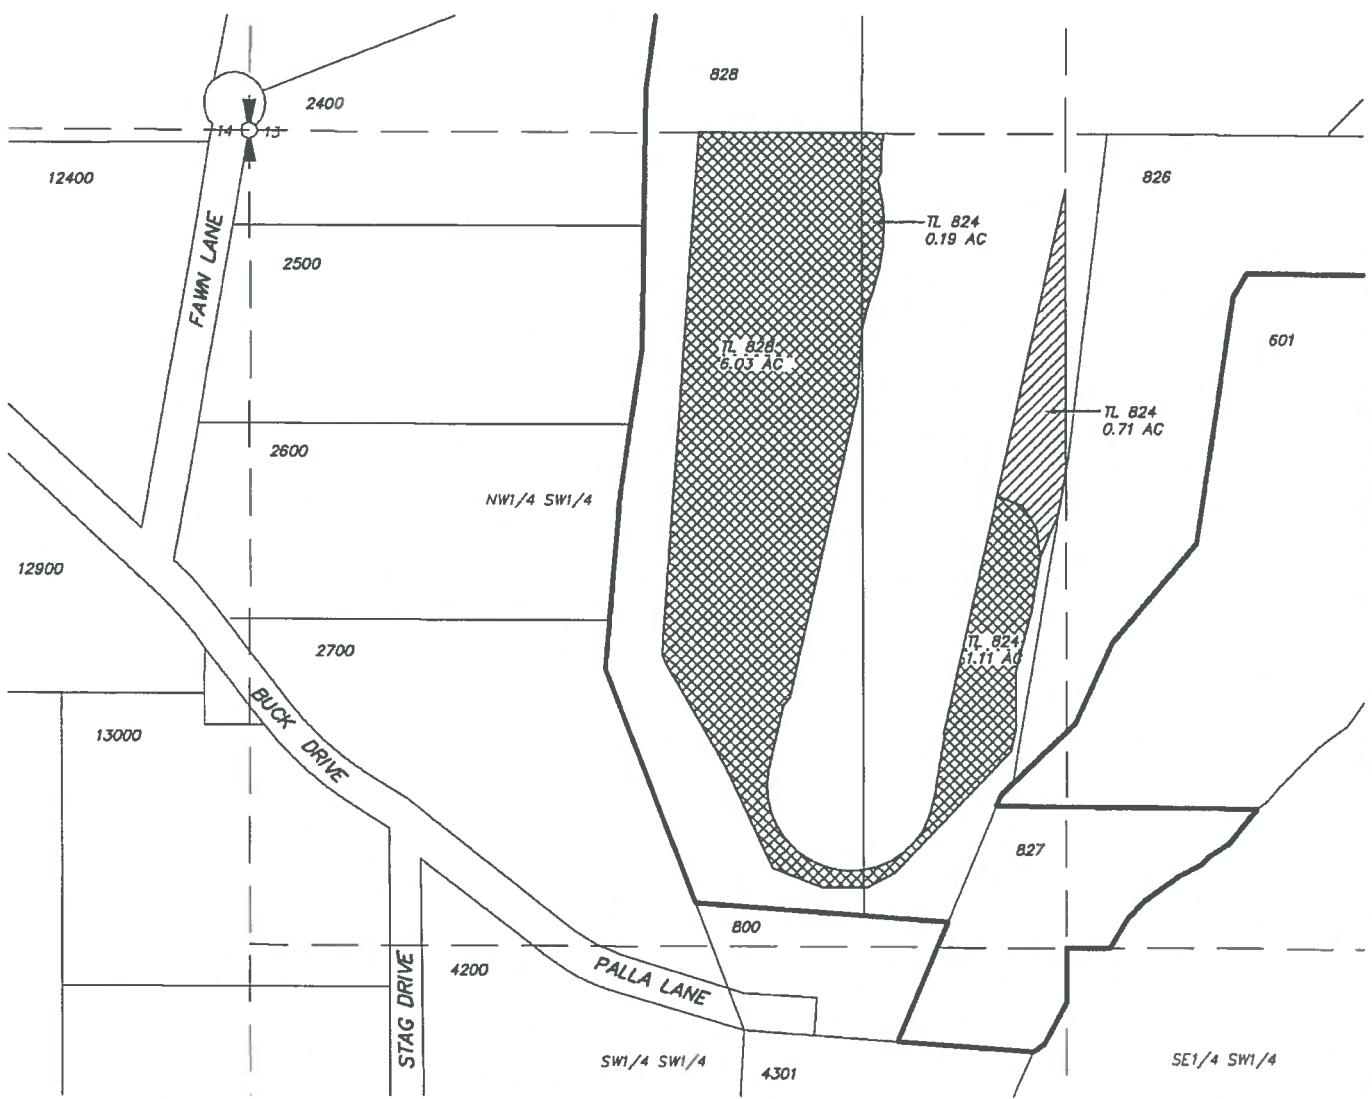 828
2400
14
13
12400
826
TL 824
0.19 AC
FAWN LANE
2500
601
TL 828
6.03 AC
TL 824
0.71 AC
2600
NW1/4 SW1/4
12900
TL 824
1.11 AC
2700
BUCK DRIVE
13000
827
800
4200
PALLA LANE
STAG DRIVE
SW1/4 SW1/4
4301
SE1/4 SW1/4